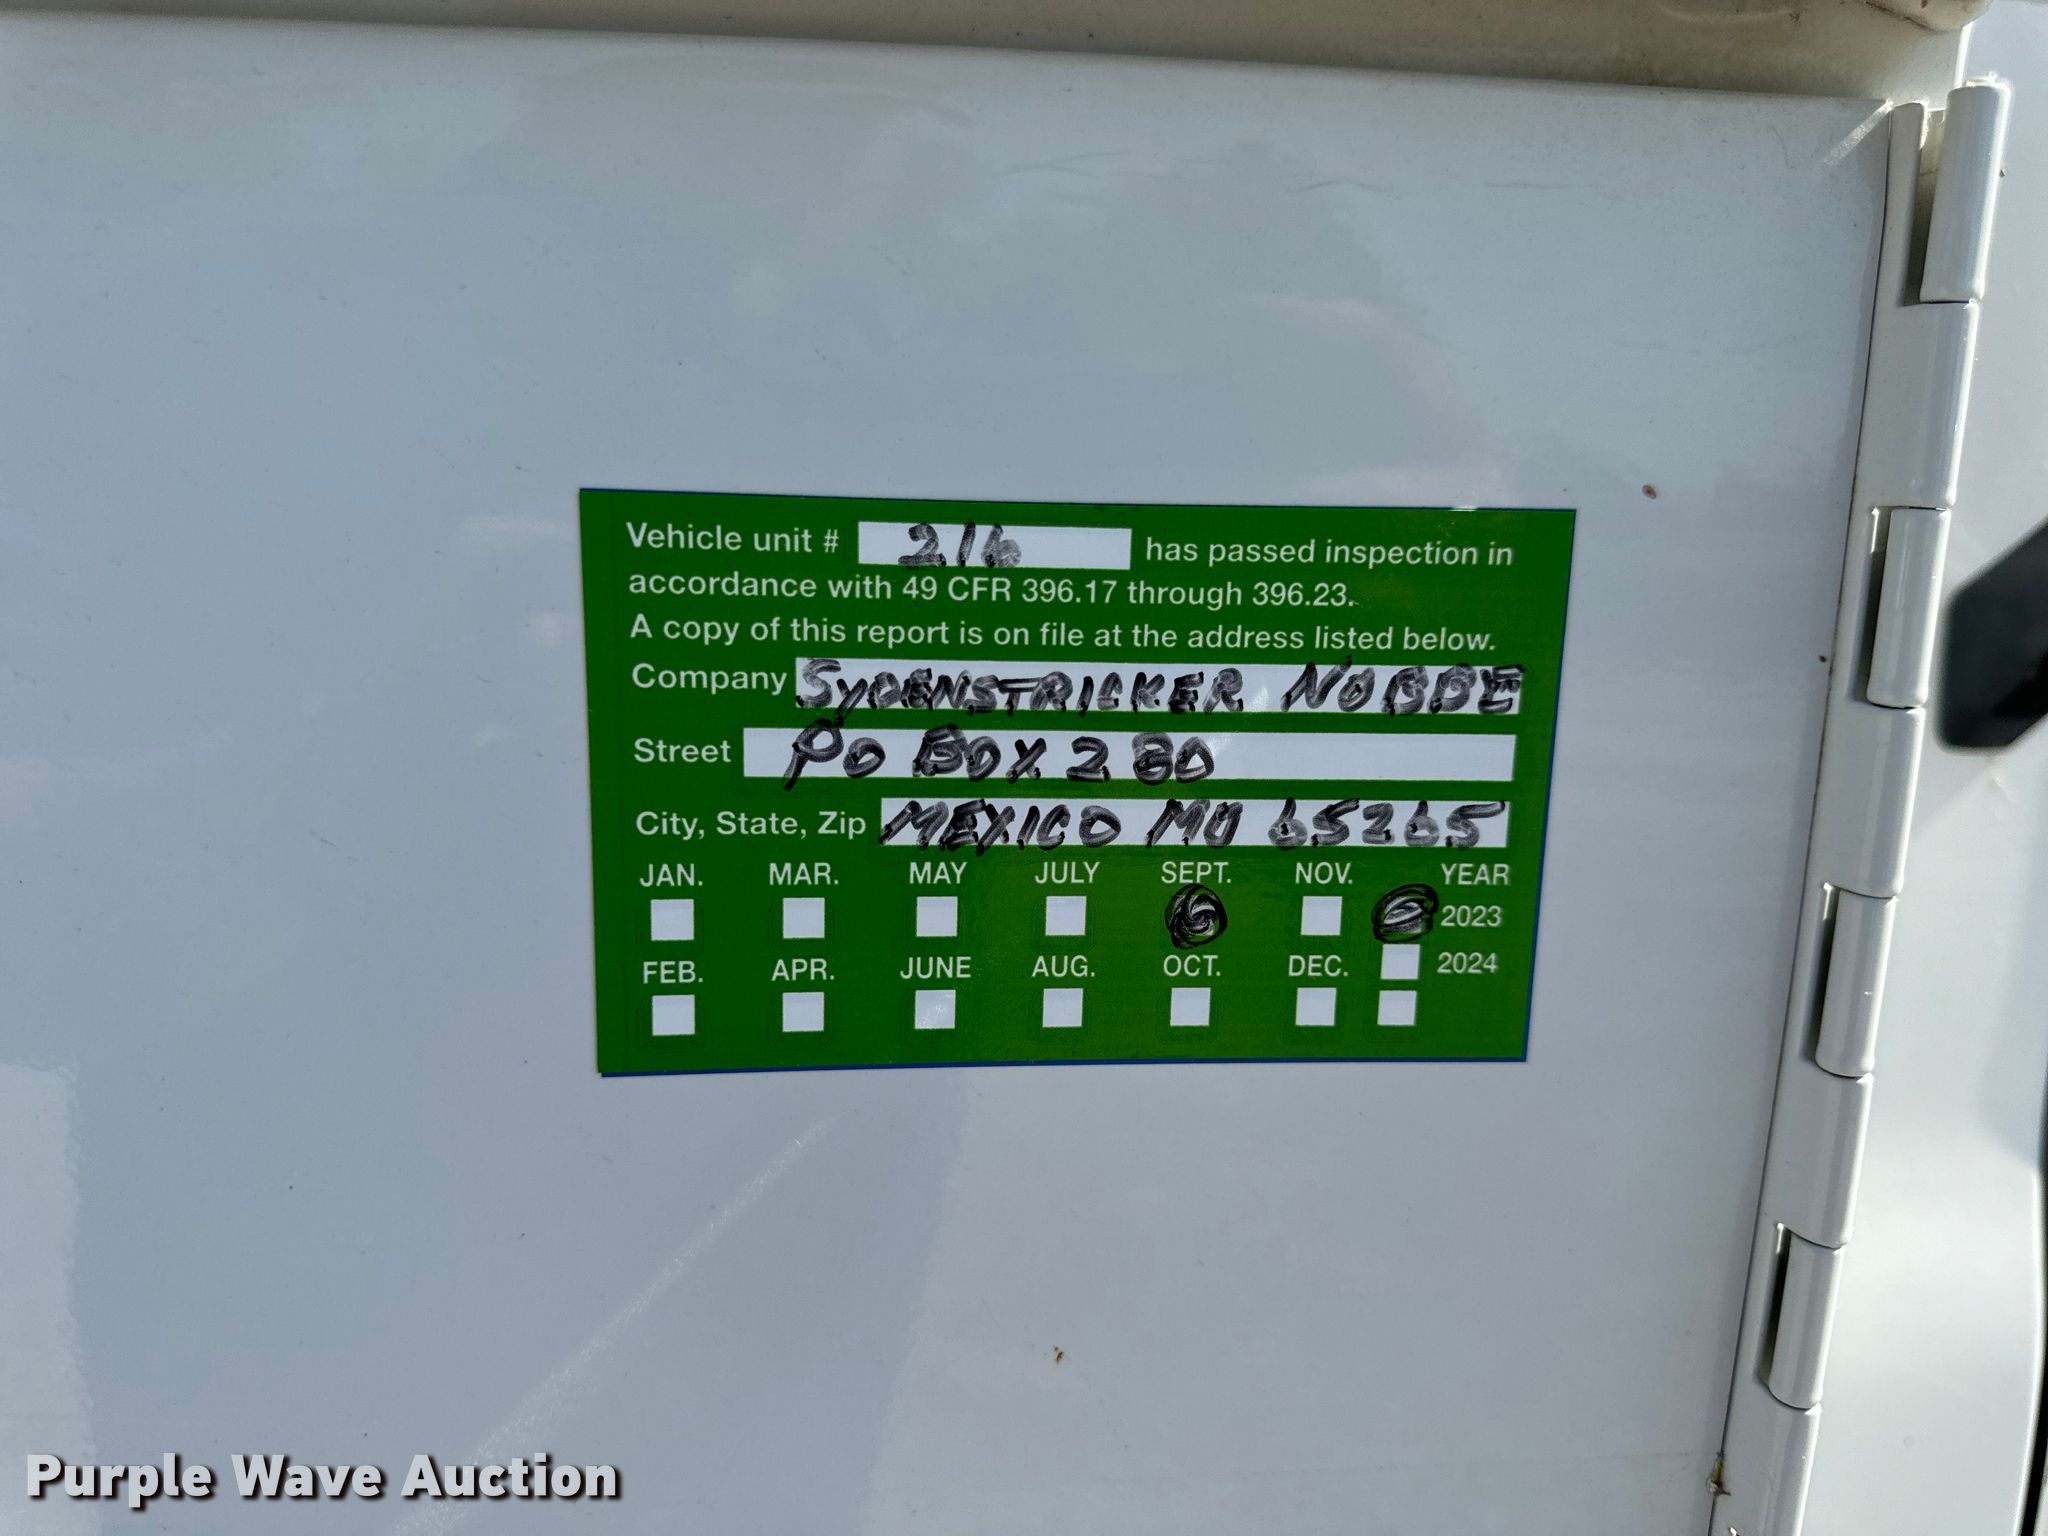 Vehicle unit # 216 has passed inspection in
accordance with 49 CFR 396.17 through 396.23.
A copy of this report is on file at the address listed below.
Company SYDENSTRICKER NOBBE
Street PO BOX 280
City, State, Zip MEXICO MO 65265
JAN. MAR. MAY JULY SEPT. NOV. YEAR
2023
FEB. APR. JUNE AUG. OCT. DEC. 2024
Purple Wave Auction